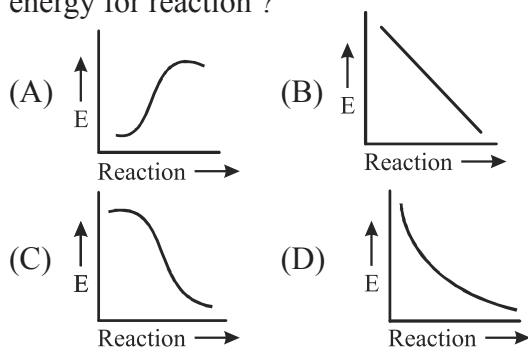 energy for reaction ?
(A) E Reaction
(B) E Reaction
(C) E Reaction
(D) E Reaction